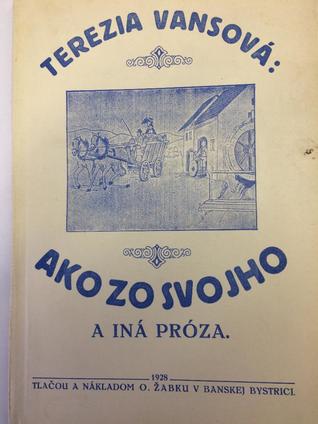 TEREZIA VANSOVÁ:
AKO ZO SVOJHO
A INÁ PRÓZA.
1928
TLAČOU A NÁKLADOM O. ŽABKU V BANSKEJ BYSTRICI.